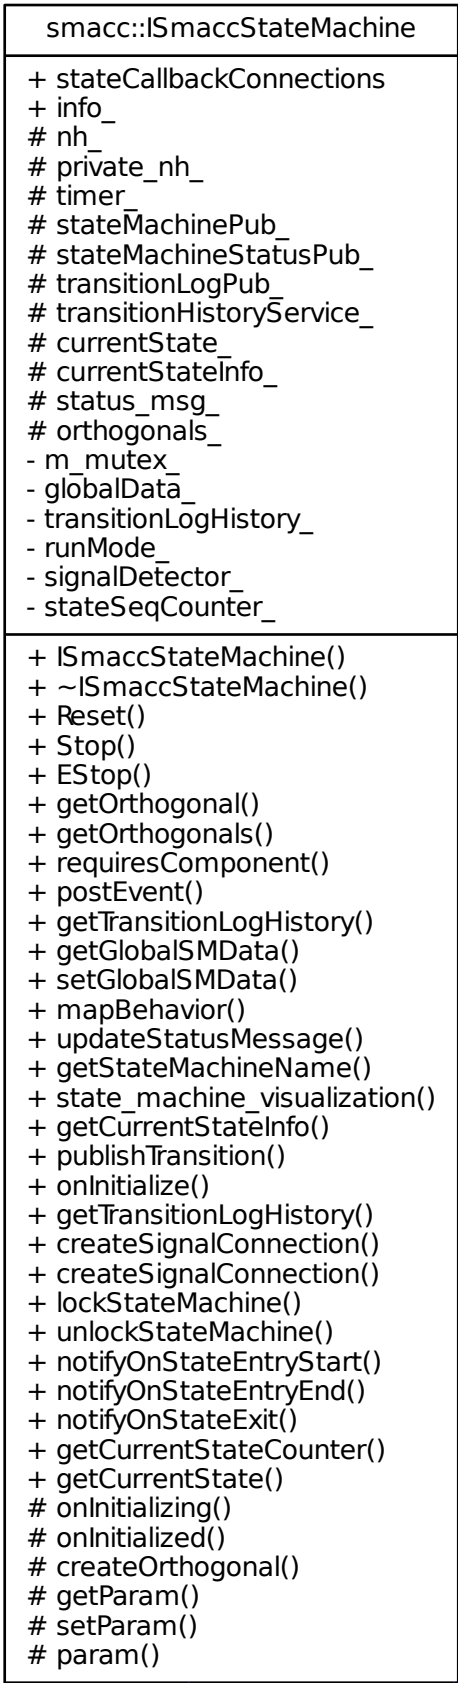 smacc::ISmaccStateMachine
+ stateCallbackConnections
+ info_
# nh_
# private_nh_
# timer_
# stateMachinePub_
# stateMachineStatusPub_
# transitionLogPub_
# transitionHistoryService_
# currentState_
# currentStateInfo_
# status_msg_
# orthogonals_
- m_mutex_
- globalData_
- transitionLogHistory_
- runMode_
- signalDetector_
- stateSeqCounter_
+ ISmaccStateMachine()
+ ~ISmaccStateMachine()
+ Reset()
+ Stop()
+ EStop()
+ getOrthogonal()
+ getOrthogonals()
+ requiresComponent()
+ postEvent()
+ getTransitionLogHistory()
+ getGlobalSMData()
+ setGlobalSMData()
+ mapBehavior()
+ updateStatusMessage()
+ getStateMachineName()
+ state_machine_visualization()
+ getCurrentStateInfo()
+ publishTransition()
+ onInitialize()
+ getTransitionLogHistory()
+ createSignalConnection()
+ createSignalConnection()
+ lockStateMachine()
+ unlockStateMachine()
+ notifyOnStateEntryStart()
+ notifyOnStateEntryEnd()
+ notifyOnStateExit()
+ getCurrentStateCounter()
+ getCurrentState()
# onInitializing()
# onInitialized()
# createOrthogonal()
# getParam()
# setParam()
# param()